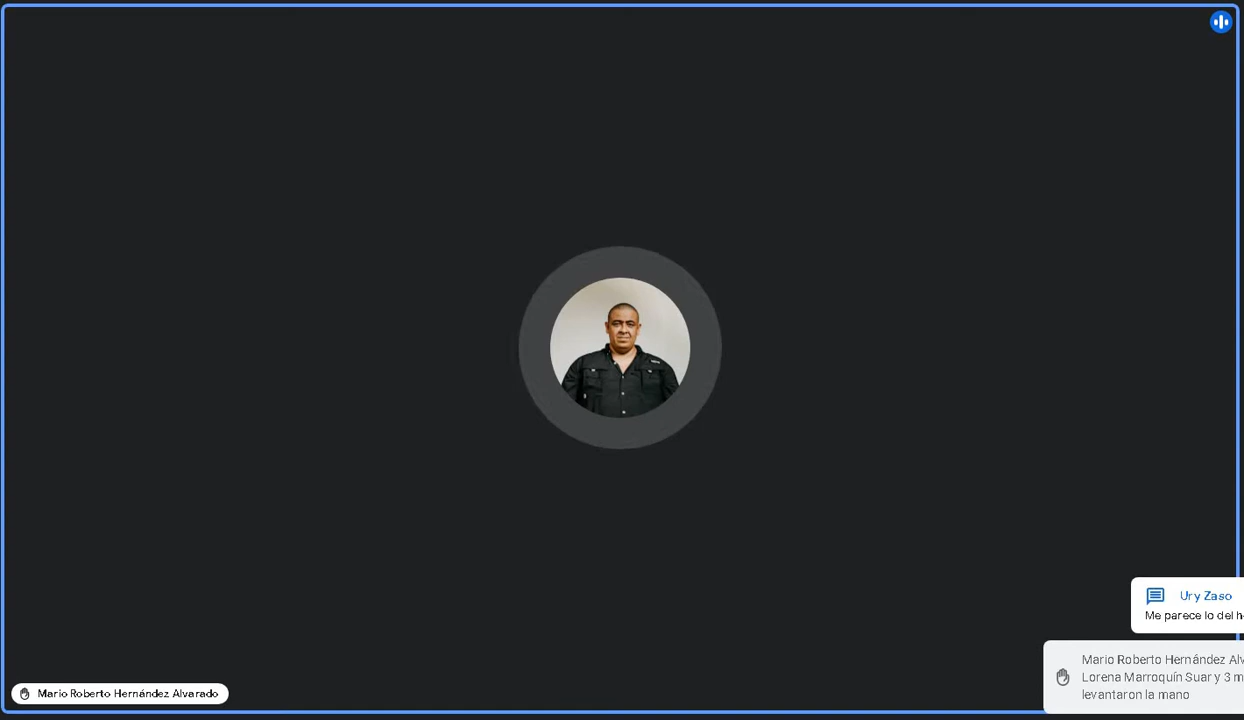 Ury Zaso
Me parece lo del h
Mario Roberto Hernández Alv
Lorena Marroquín Suar y 3 m
levantaron la mano
Mario Roberto Hernández Alvarado